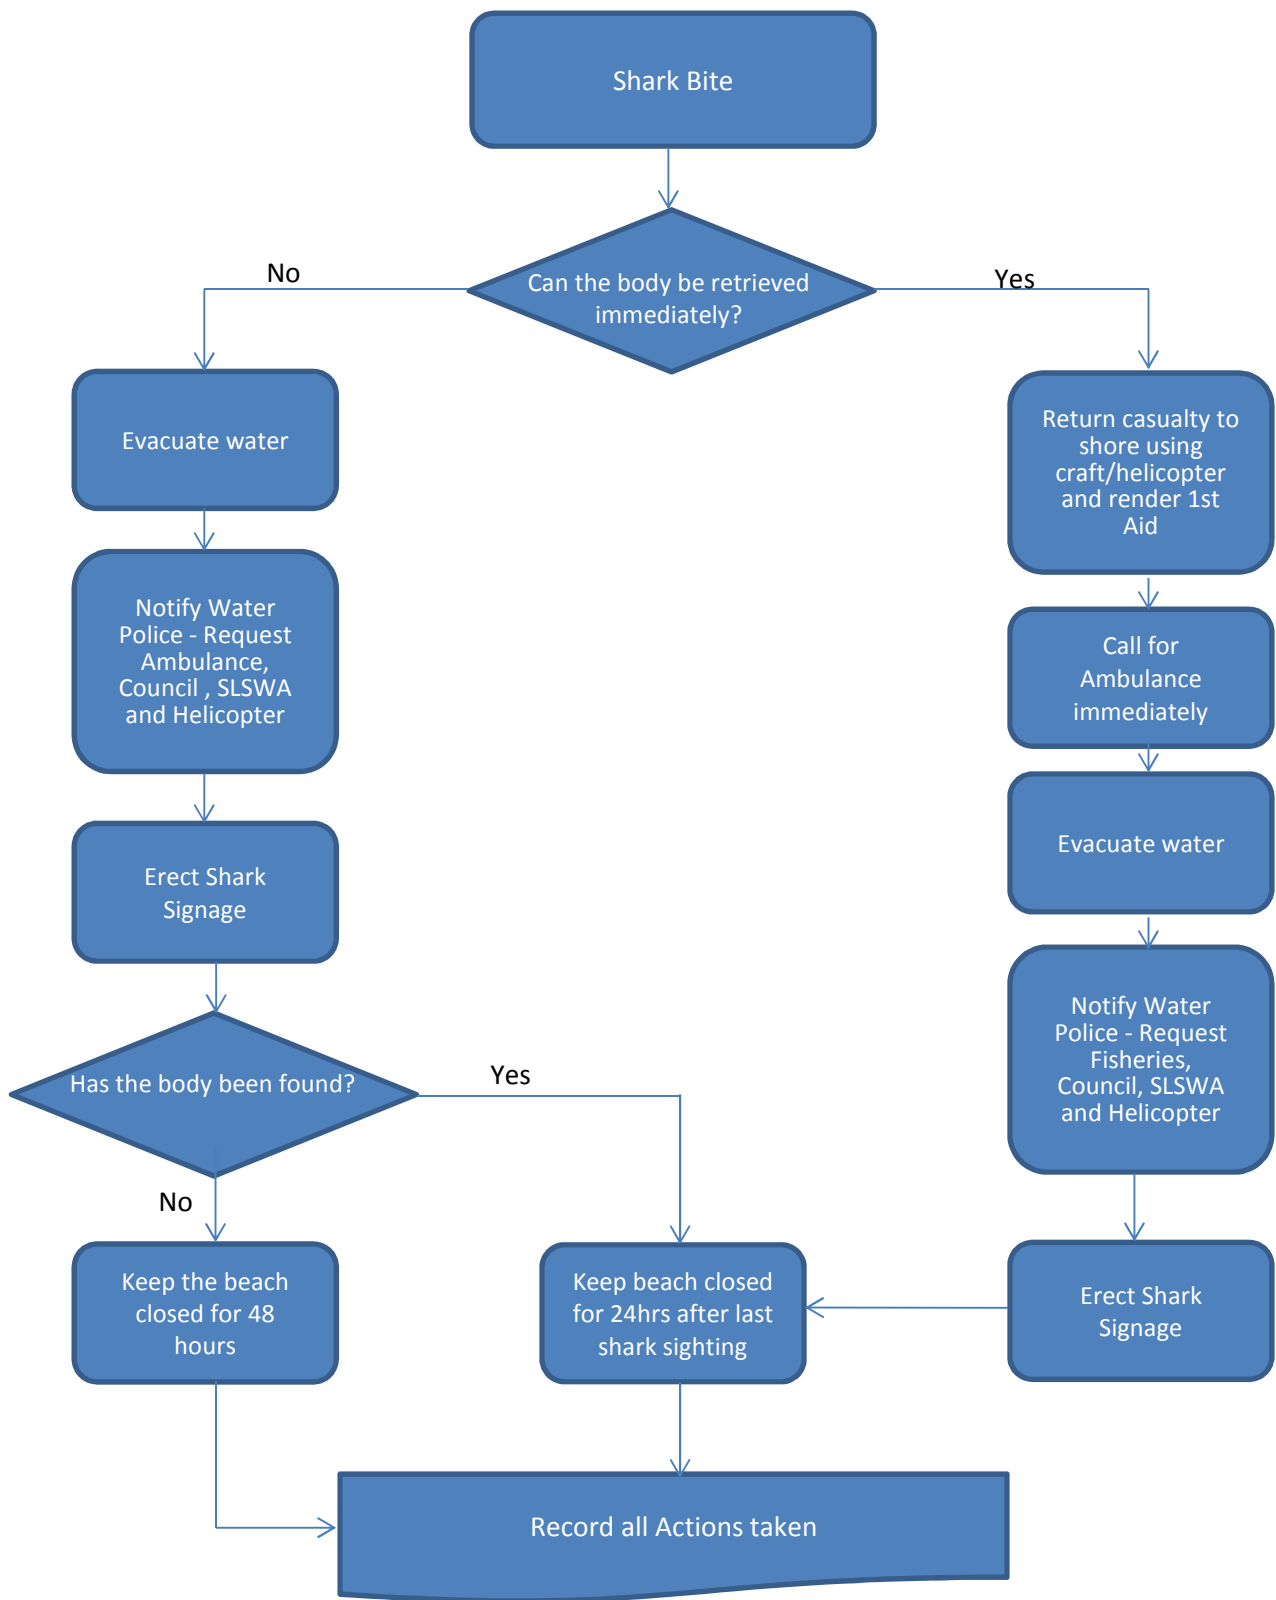 Shark Bite
Can the body be retrieved
immediately?
No
Yes
Evacuate water
Notify Water
Police - Request
Ambulance,
Council , SLSWA
and Helicopter
Erect Shark
Signage
Has the body been found?
Yes
No
Keep the beach
closed for 48
hours
Keep beach closed
for 24hrs after last
shark sighting
Return casualty to
shore using
craft/helicopter
and render 1st
Aid
Call for
Ambulance
immediately
Evacuate water
Notify Water
Police - Request
Fisheries,
Council, SLSWA
and Helicopter
Erect Shark
Signage
Record all Actions taken